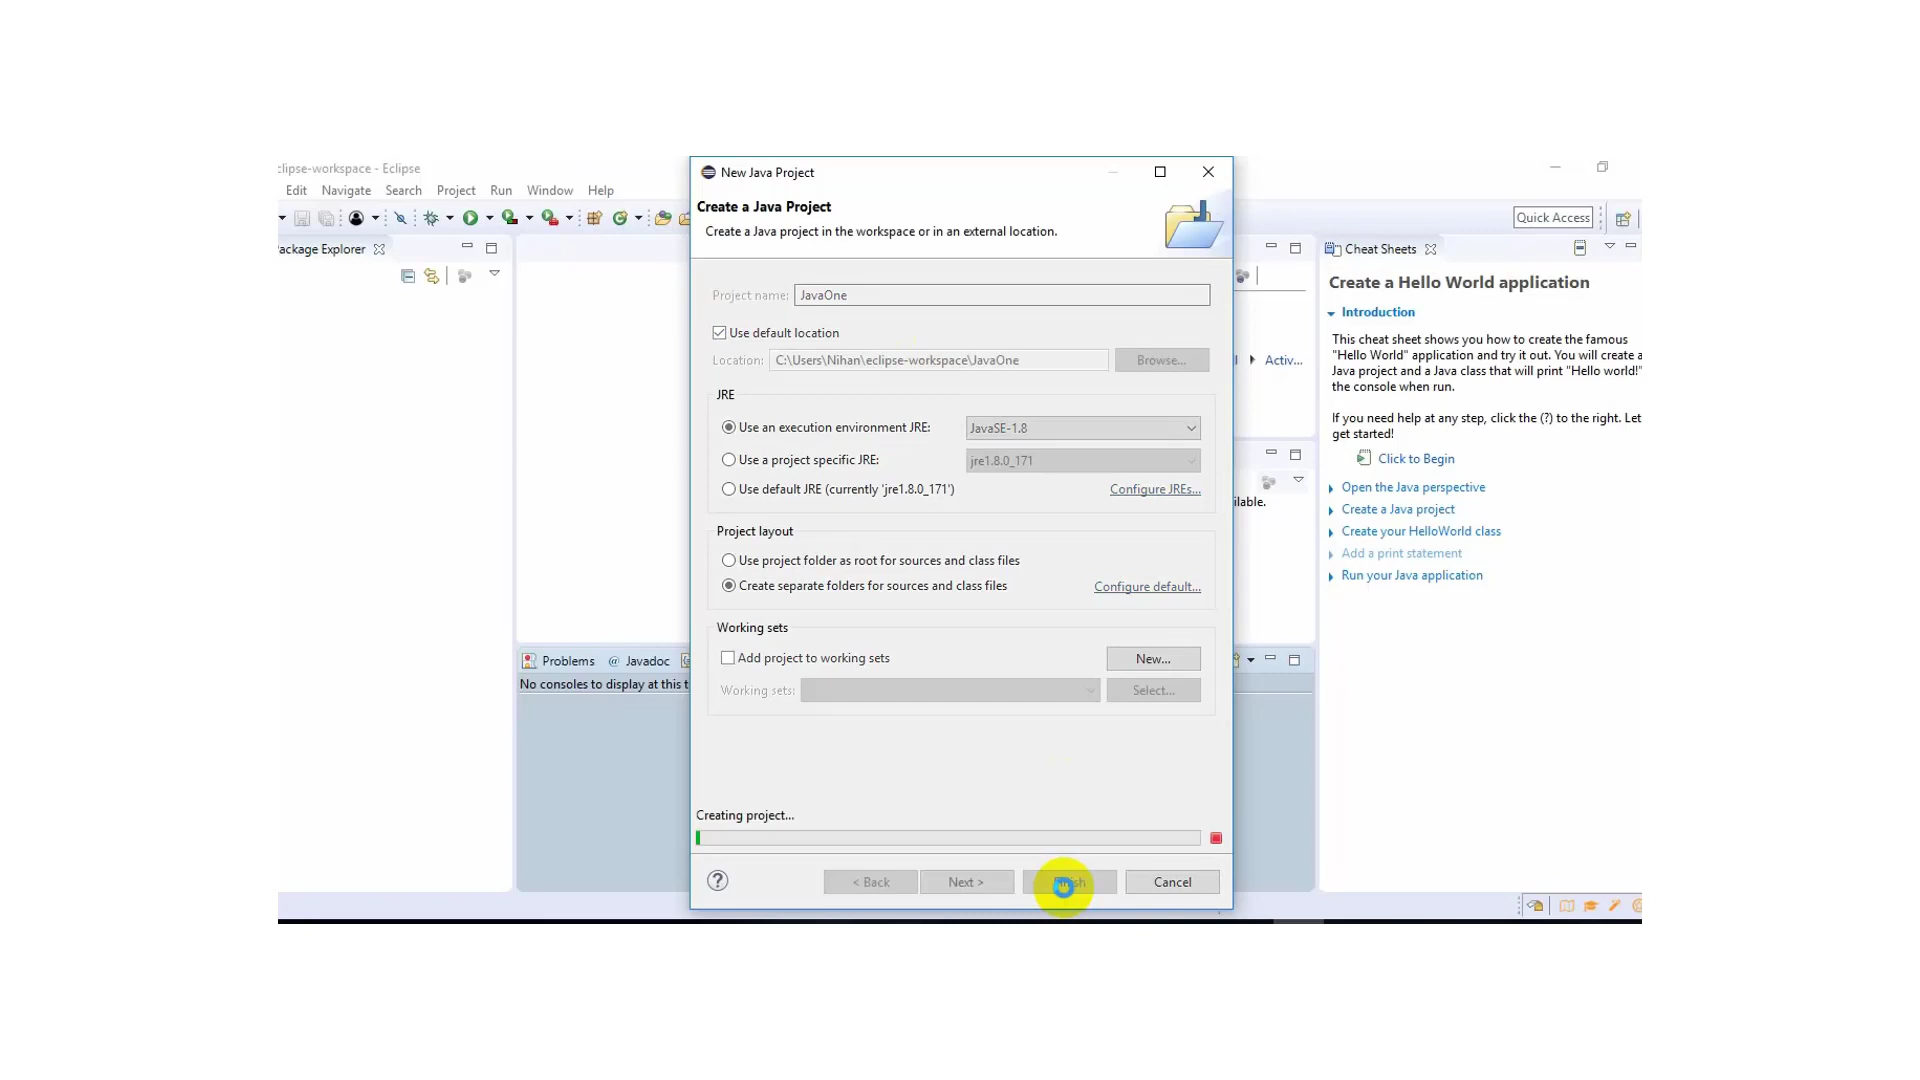 clipse-workspace - Eclipse
Edit Navigate Search Project Run Window Help
Quick Access
ackage Explorer
New Java Project
Create a Java Project
Create a Java project in the workspace or in an external location.
Project name: JavaOne
Use default location
Location: C:\Users\Nihan\eclipse-workspace\JavaOne Browse...
JRE
Use an execution environment JRE: JavaSE-1.8
Use a project specific JRE: jre1.8.0_171
Use default JRE (currently 'jre1.8.0_171') Configure JREs...
Project layout
Use project folder as root for sources and class files
Create separate folders for sources and class files Configure default...
Working sets
Add project to working sets New...
Working sets: Select...
Creating project...
< Back Next > Finish Cancel
Problems @ Javadoc
No consoles to display at this t
Activ...
ilable.
Cheat Sheets
Create a Hello World application
Introduction
This cheat sheet shows you how to create the famous
"Hello World" application and try it out. You will create a
Java project and a Java class that will print "Hello world!"
the console when run.
If you need help at any step, click the (?) to the right. Let
get started!
Click to Begin
Open the Java perspective
Create a Java project
Create your HelloWorld class
Add a print statement
Run your Java application